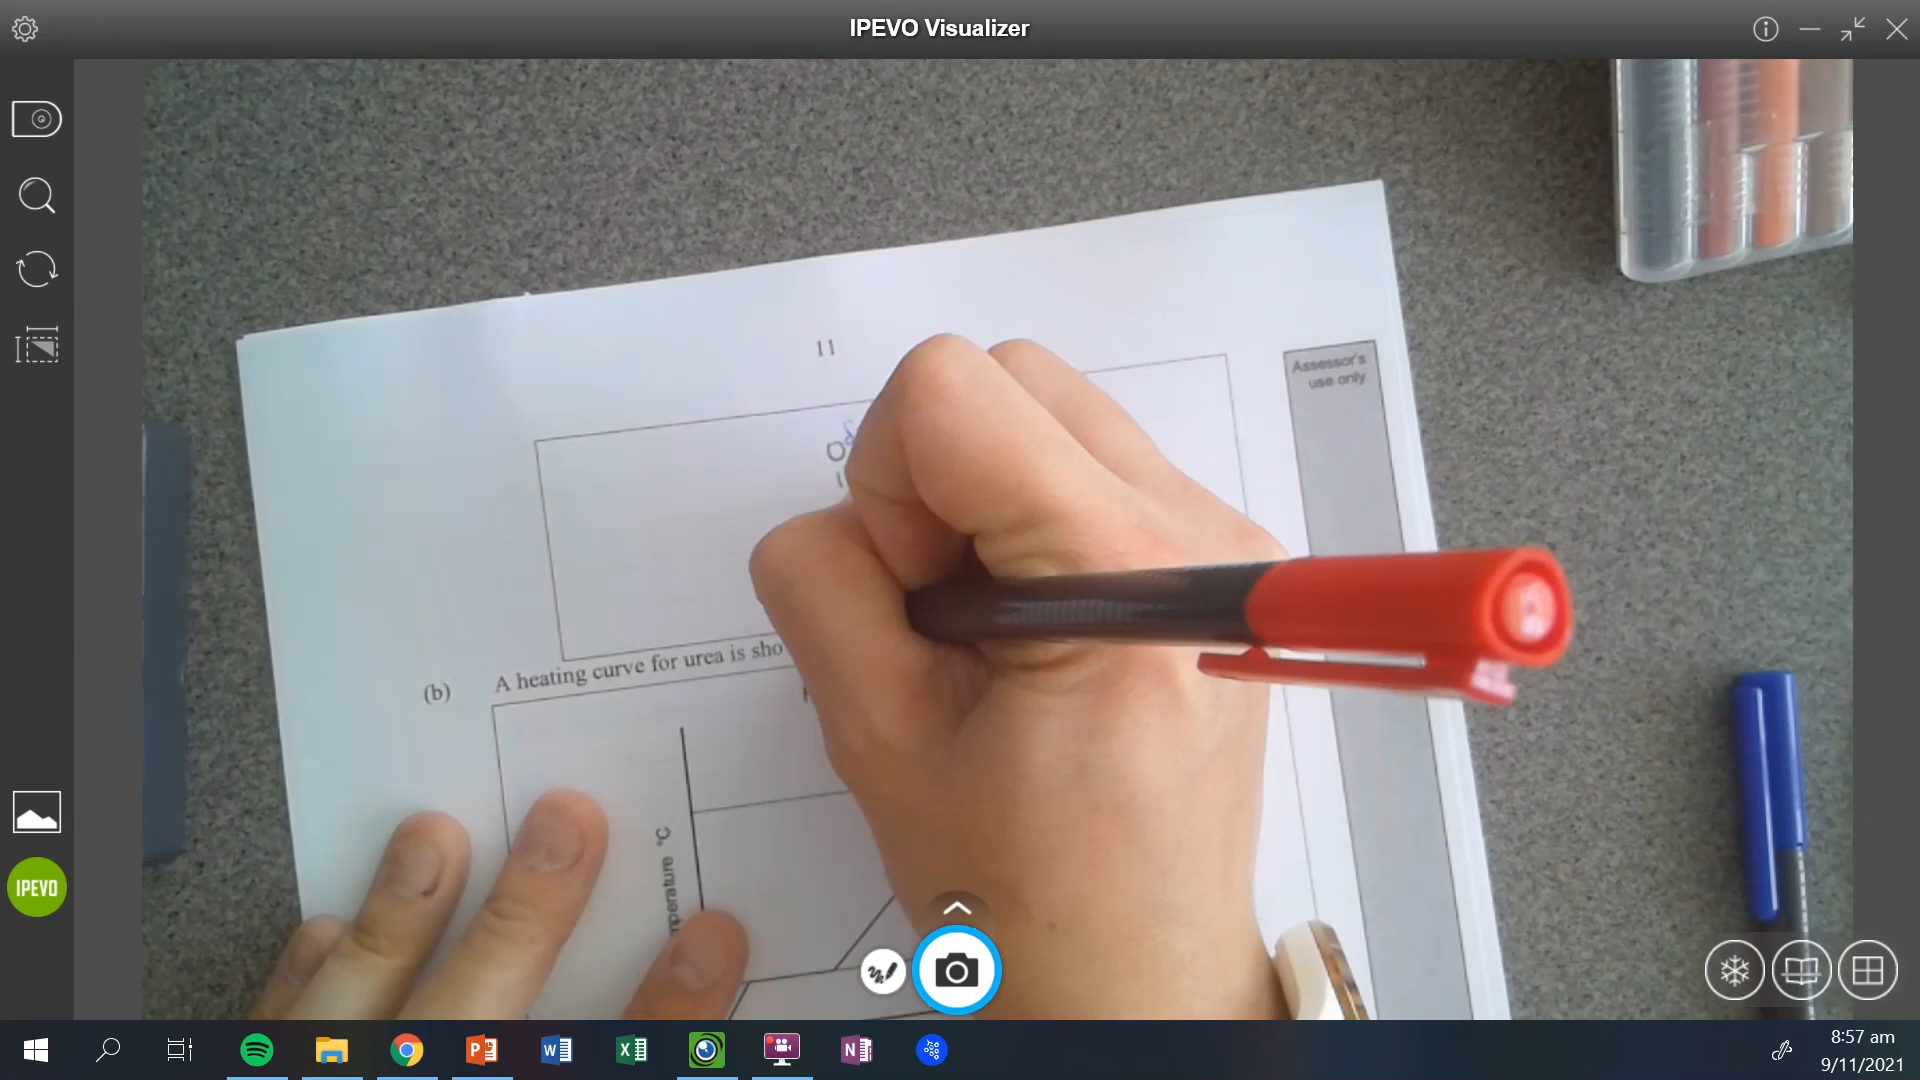 IPEVO Visualizer
11
Assessor's
use only
O δ
(b) A heating curve for urea is sho
°C
mperature
IPEVO
8:57 am
9/11/2021